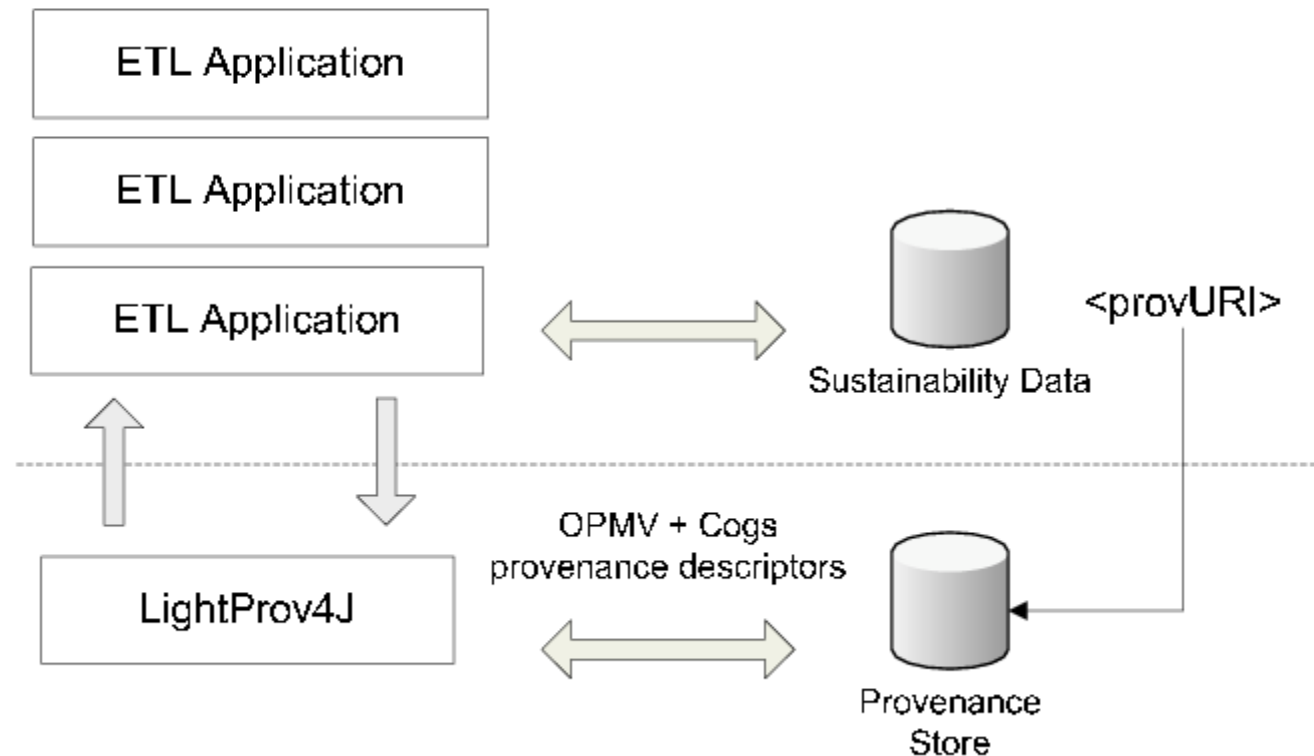 ETL Application
ETL Application
ETL Application
<provURI>
Sustainability Data
OPMV + Cogs
provenance descriptors
LightProv4J
Provenance
Store